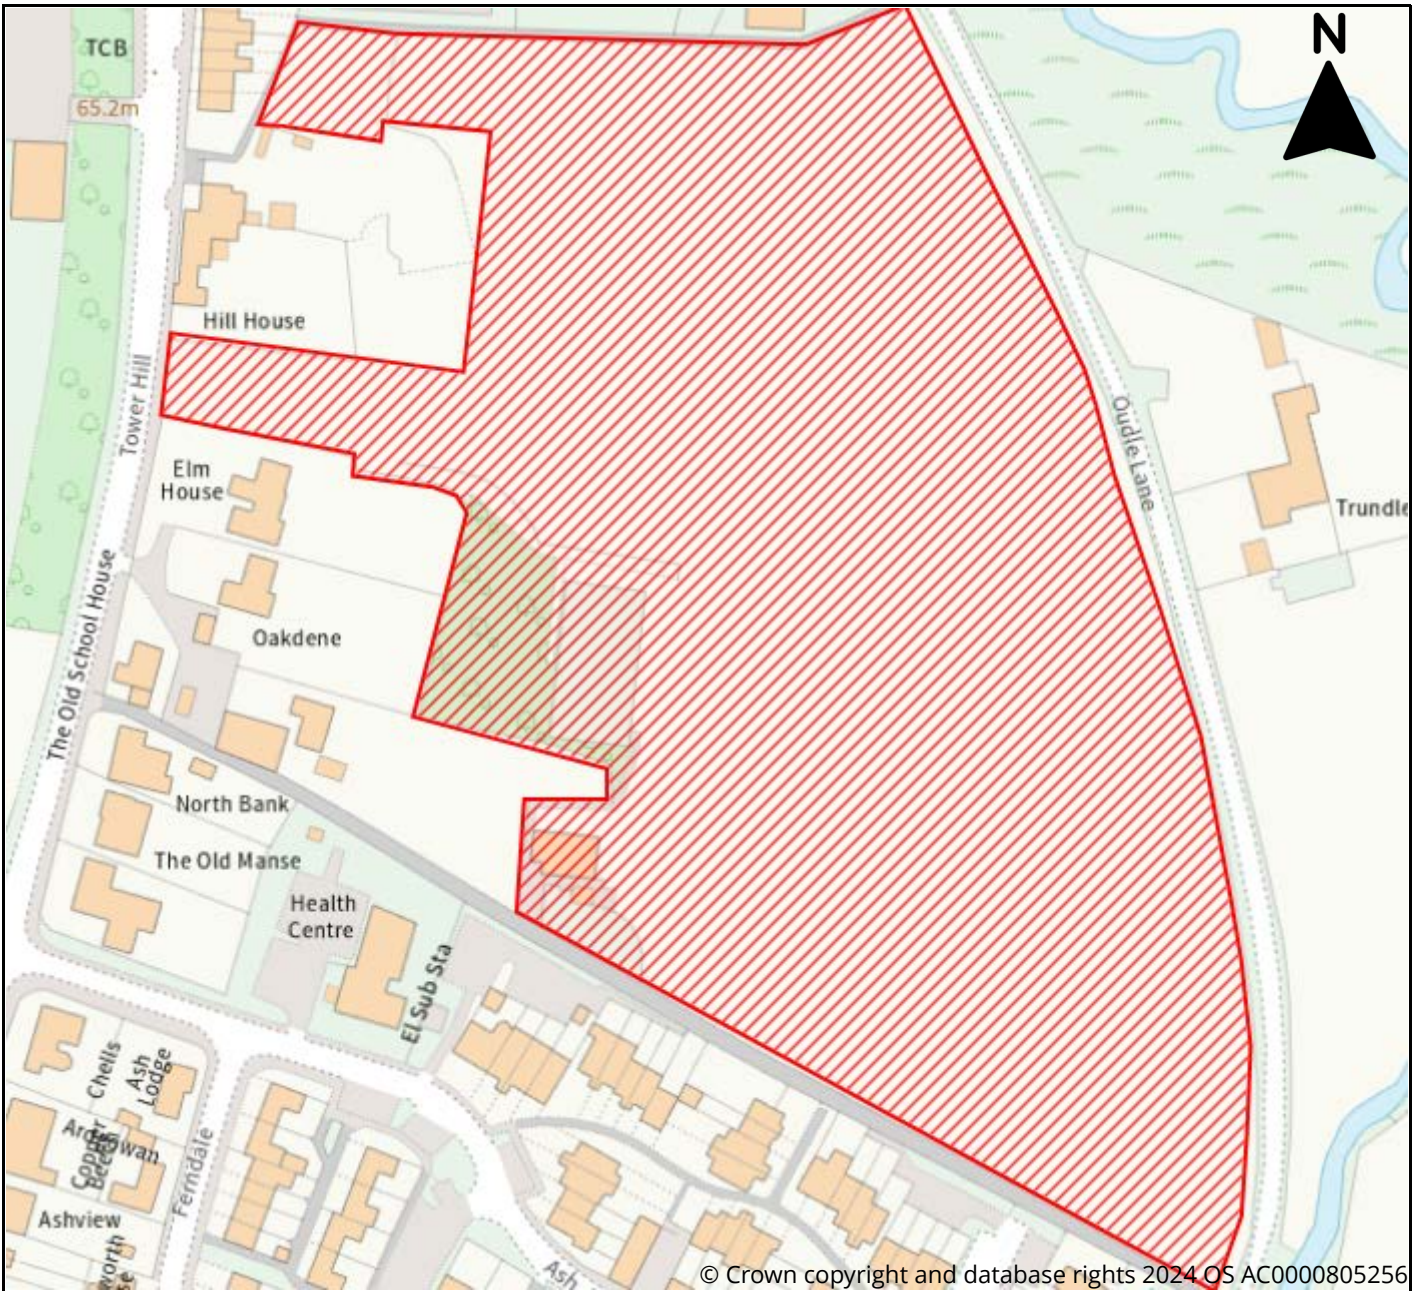 TCB
N
65.2m
Hill House
Tower Hill
Oudle Lane
Elm
House
Trundle
The Old School House
Oakdene
North Bank
The Old Manse
Health
Centre
El Sub Sta
Chells
Ash
Lodge
Copper
Ferndale
Ashview
worth
Ash
© Crown copyright and database rights 2024 OS AC0000805256